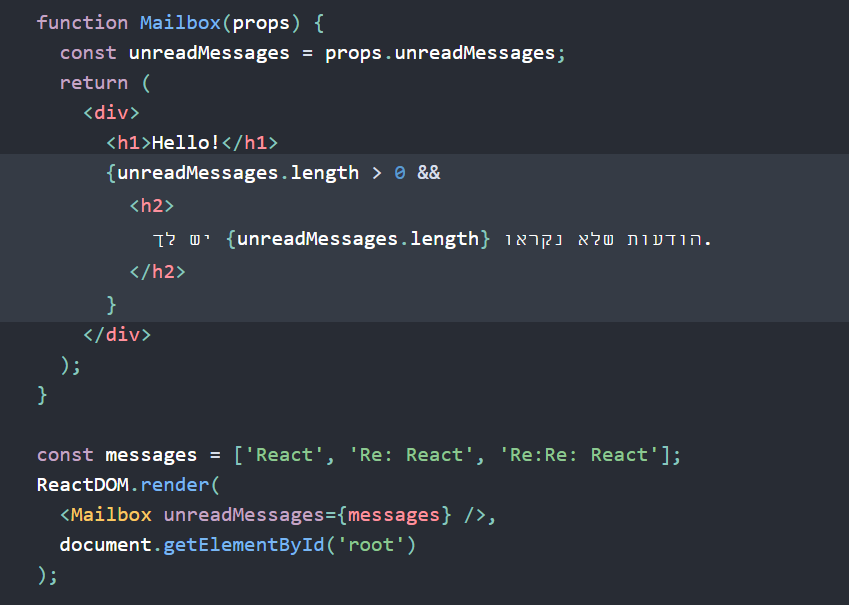 function Mailbox(props) {
  const unreadMessages = props.unreadMessages;
  return (
    <div>
      <h1>Hello!</h1>
      {unreadMessages.length > 0 &&
        <h2>
          יש לך {unreadMessages.length} הודעות שלא נקראו.
        </h2>
      }
    </div>
  );
}

const messages = ['React', 'Re: React', 'Re:Re: React'];
ReactDOM.render(
  <Mailbox unreadMessages={messages} />,
  document.getElementById('root')
);